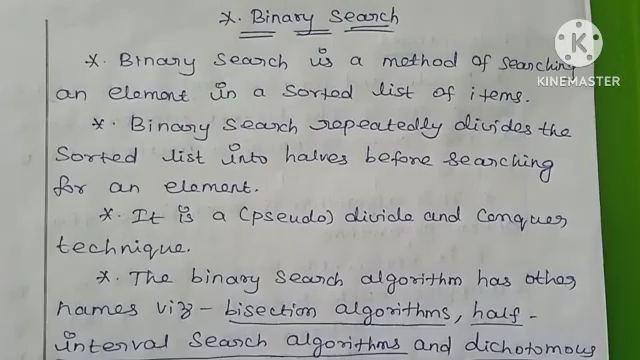 *. Binary Search
*. Binary Search is a method of searching
an element in a sorted list of items.
*. Binary Search repeatedly divides the
sorted list into halves before searching
for an element.
*. It is a (pseudo) divide and conquer
technique.
*. The binary search algorithm has other
names viz - bisection algorithms, half -
interval search algorithms and dichotomous
K
KINEMASTER